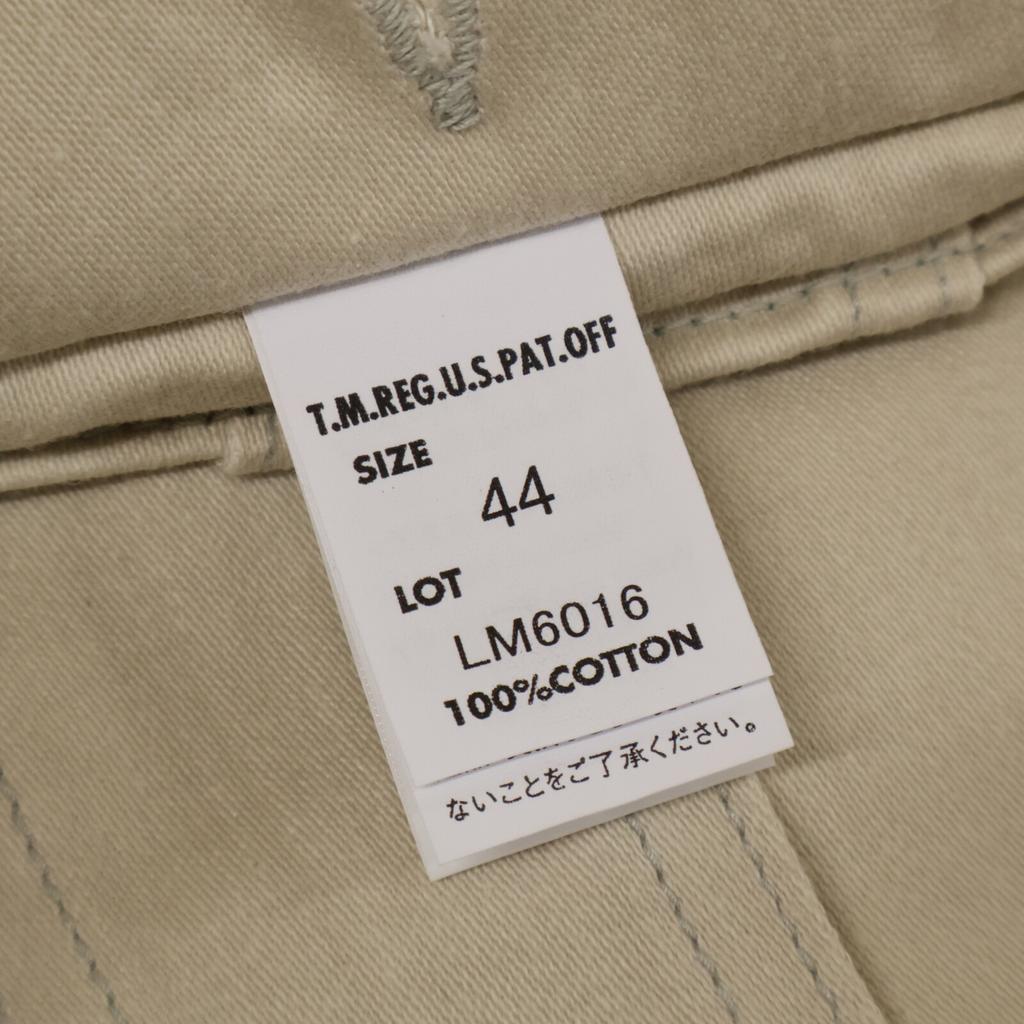 T.M.REG.U.S.PAT.OFF
SIZE
44
LOT
LM6016
100%COTTON
ないことをご了承ください。